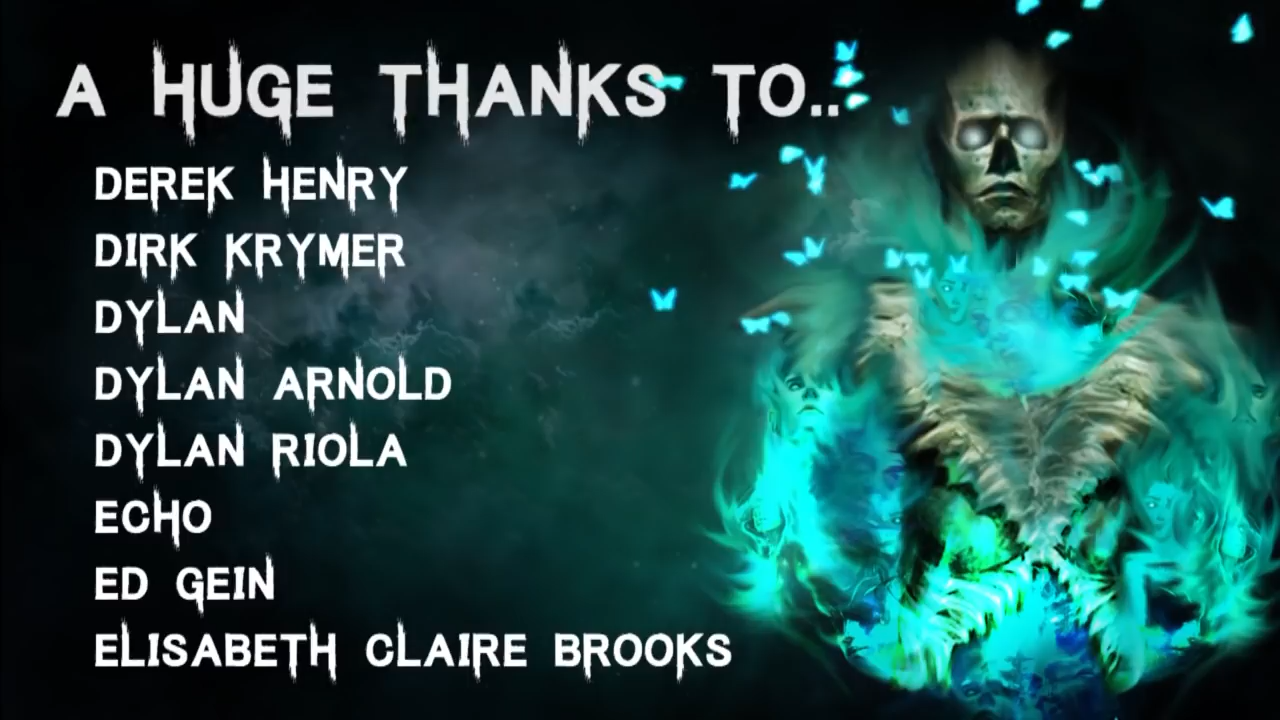 A HUGE THANKS TO..
DEREK HENRY
DIRK KRYMER
DYLAN
DYLAN ARNOLD
DYLAN RIOLA
ECHO
ED GEIN
ELISABETH CLAIRE BROOKS